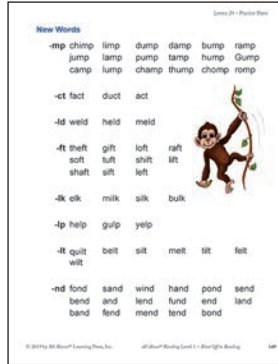 Lesson 24 – Practice Sheet
New Words
-mp chimp limp dump damp bump ramp
jump lamp pump tamp hump Gump
camp lump champ thump chomp romp
-ct fact duct act
-ld weld held meld
-ft theft gift loft raft
soft tuft shift lift
shaft sift left
-lk elk milk silk bulk
-lp help gulp yelp
-lt quilt belt silt melt tilt felt
wilt
-nd fond sand wind hand pond send
bend and lend fund end land
band fend mend tend bond
Learning Press, Inc.